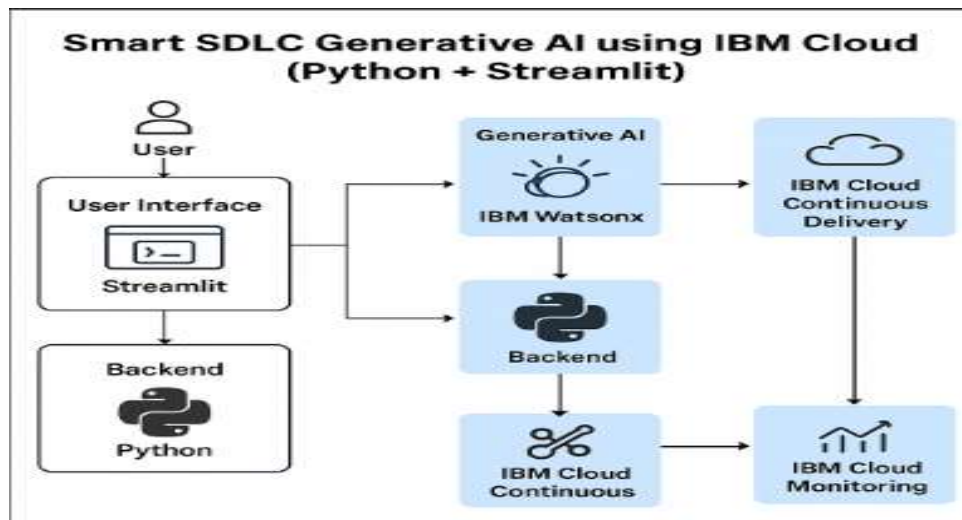 Smart SDLC Generative AI using IBM Cloud
(Python + Streamlit)
User
User Interface
Streamlit
Backend
Python
Generative AI
IBM Watsonx
Backend
IBM Cloud
Continuous
IBM Cloud
Continuous
Delivery
IBM Cloud
Monitoring